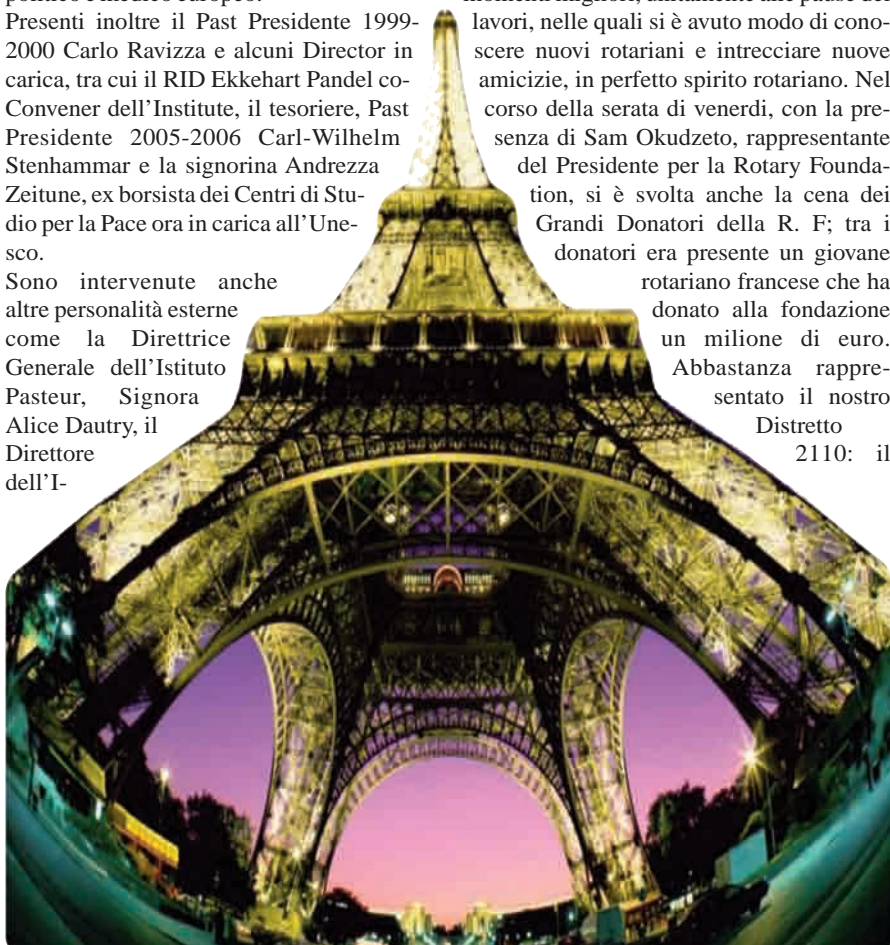 Presenti inoltre il Past Presidente 1999-
2000 Carlo Ravizza e alcuni Director in
carica, tra cui il RID Ekkehart Pandel co-
Convener dell'Institute, il tesoriere, Past
Presidente 2005-2006 Carl-Wilhelm
Stenhammar e la signorina Andrezza
Zeitune, ex borsista dei Centri di Stu-
dio per la Pace ora in carica all'Une-
sco.
Sono intervenute anche
altre personalità esterne
come la Direttrice
Generale dell'Istituto
Pasteur, Signora
Alice Dautry, il
Direttore
dell'I-
lavori, nelle quali si è avuto modo di cono-
scere nuovi rotariani e intrecciare nuove
amicizie, in perfetto spirito rotariano. Nel
corso della serata di venerdi, con la pre-
senza di Sam Okudzeto, rappresentante
del Presidente per la Rotary Founda-
tion, si è svolta anche la cena dei
Grandi Donatori della R. F; tra i
donatori era presente un giovane
rotariano francese che ha
donato alla fondazione
un milione di euro.
Abbastanza rappre-
sentato il nostro
Distretto
2110: il